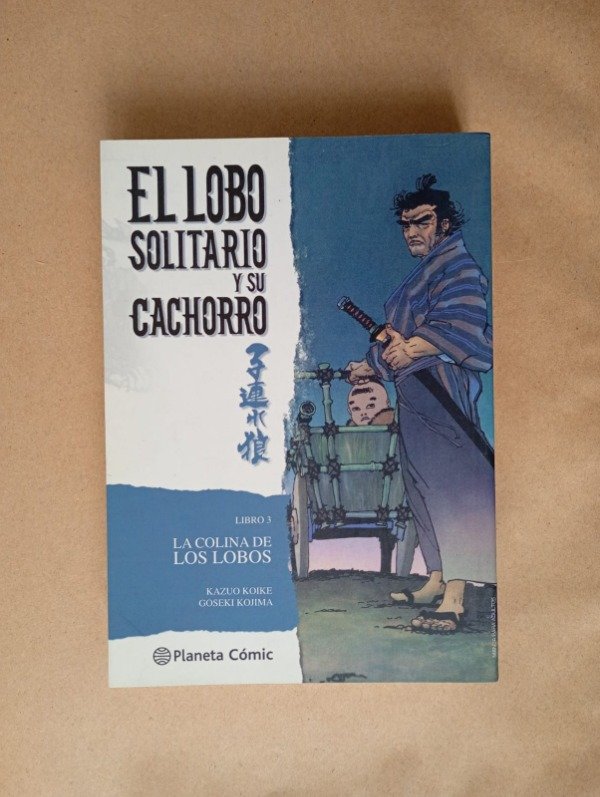 EL LOBO
SOLITARIO
Y SU
CACHORRO
子連れ狼
LIBRO 3
LA COLINA DE
LOS LOBOS
KAZUO KOIKE
GOSEKI KOJIMA
Planeta Cómic